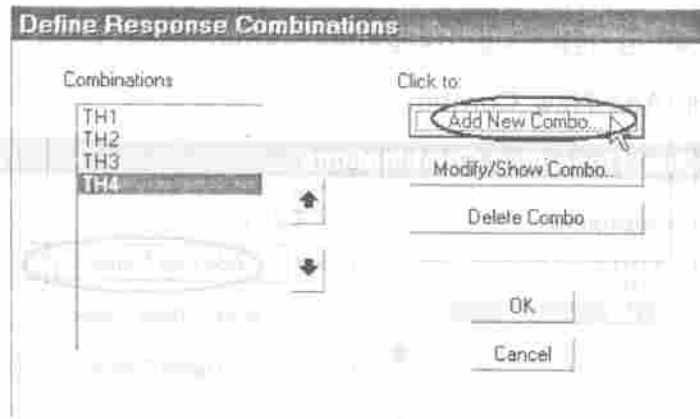 Define Response Combinations
Combinations
TH1
TH2
TH3
TH4
Click to:
Add New Combo...
Modify/Show Combo...
Delete Combo
OK
Cancel